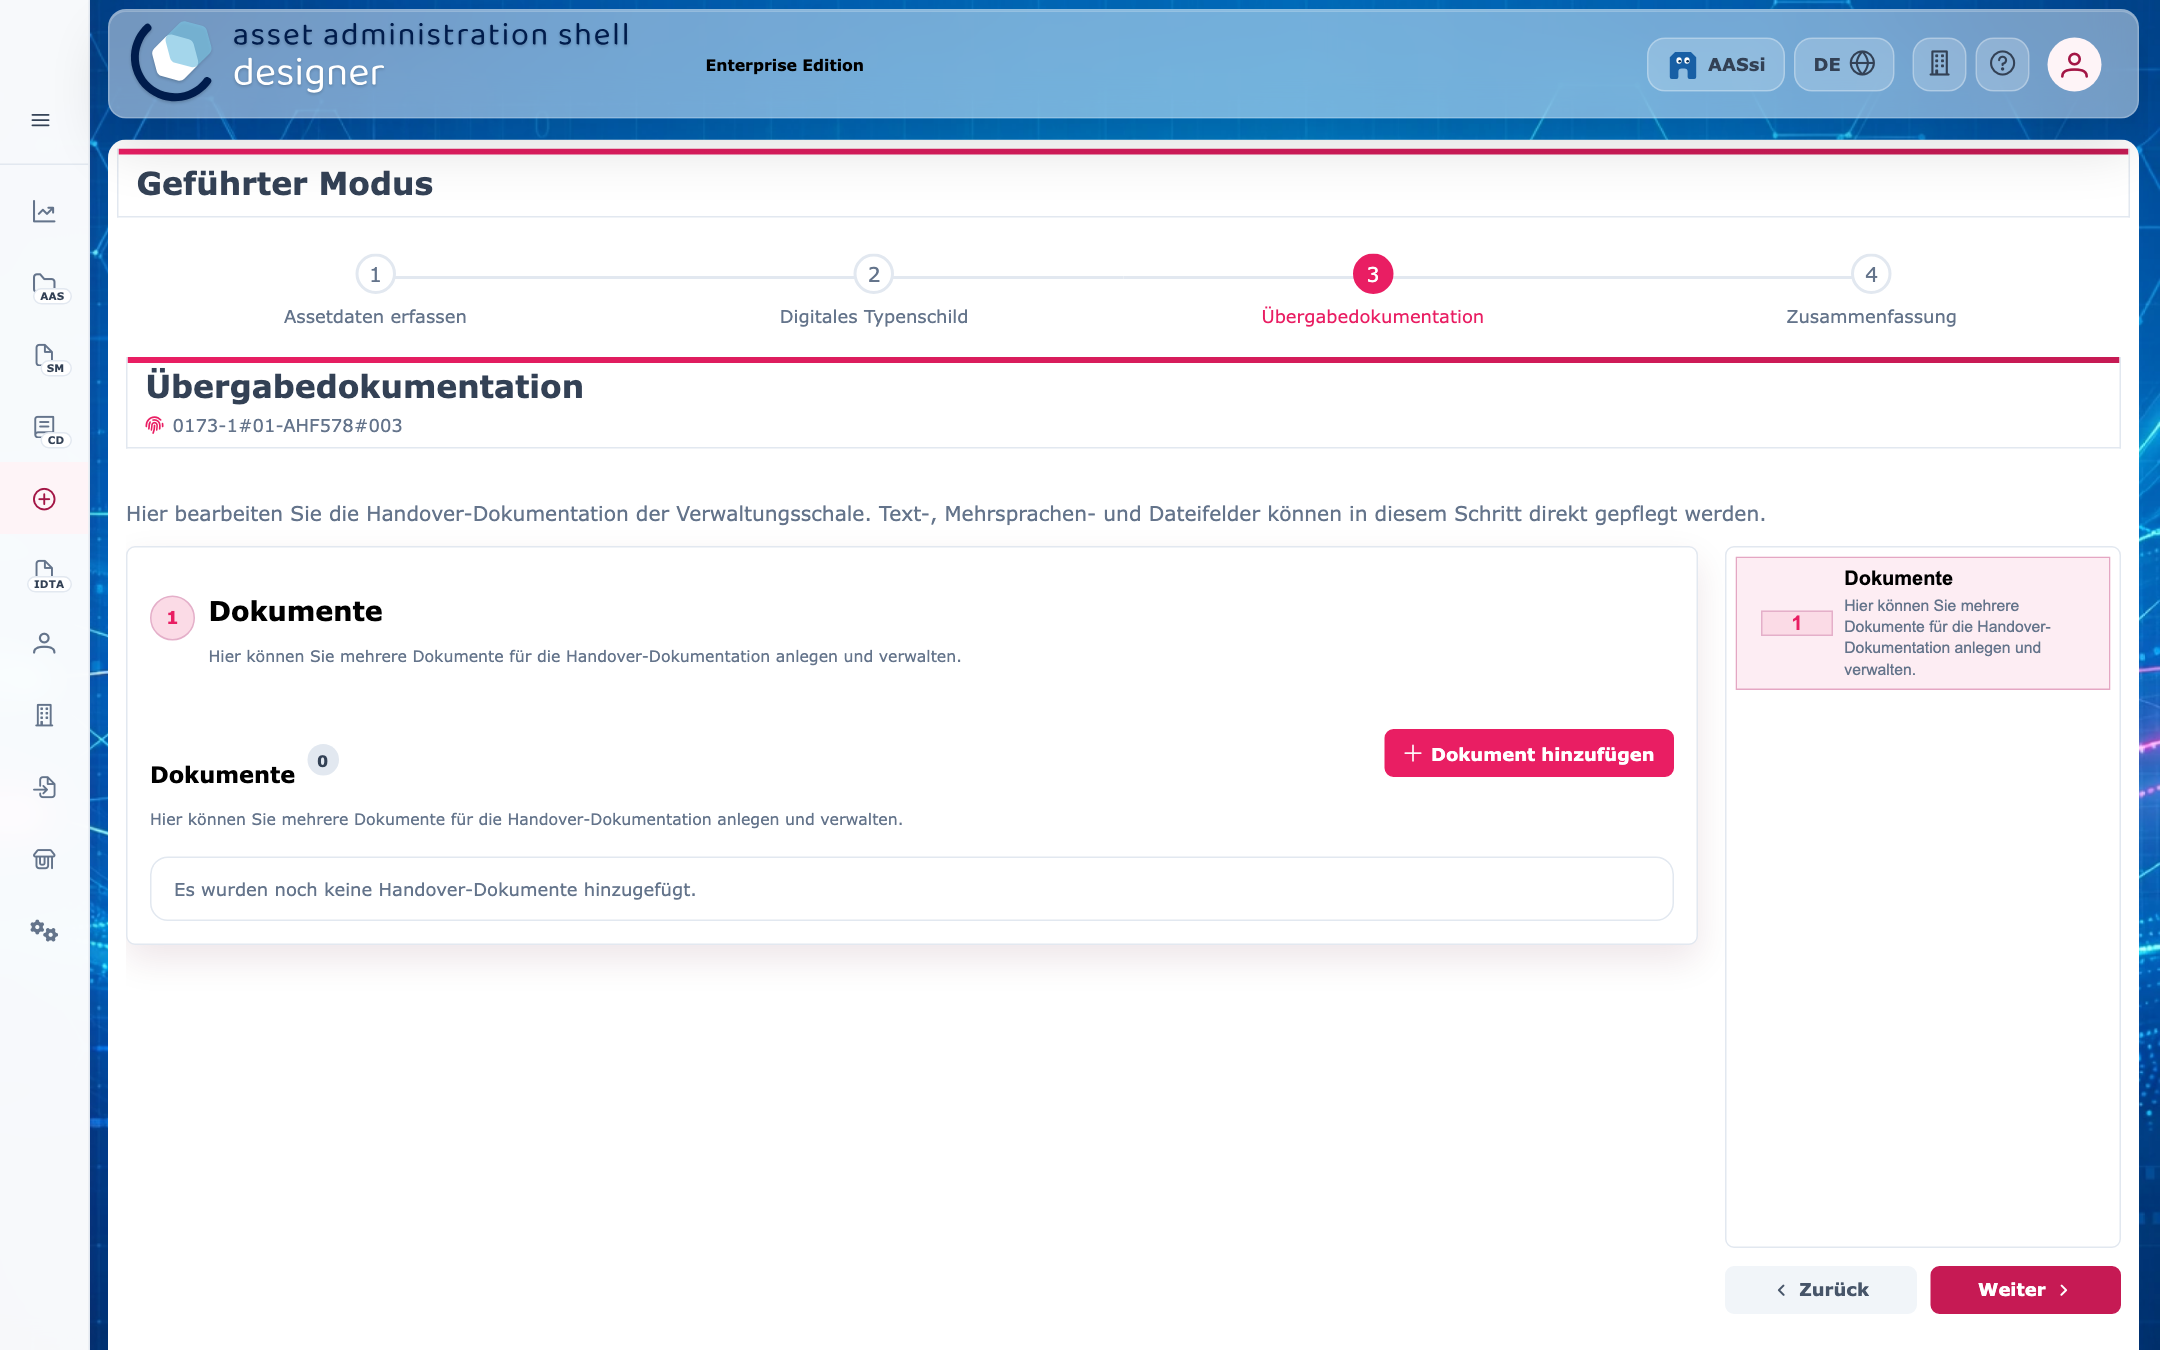 asset administration shell
designer
Enterprise Edition
AASsi
DE
Geführter Modus
1
2
3
4
Assetdaten erfassen
Digitales Typenschild
Übergabedokumentation
Zusammenfassung
AAS
SM
CD
IDTA
Übergabedokumentation
0173-1#01-AHF578#003
Hier bearbeiten Sie die Handover-Dokumentation der Verwaltungsschale. Text-, Mehrsprachen- und Dateifelder können in diesem Schritt direkt gepflegt werden.
1
Dokumente
Hier können Sie mehrere Dokumente für die Handover-Dokumentation anlegen und verwalten.
Dokumente
0
Dokument hinzufügen
Hier können Sie mehrere Dokumente für die Handover-Dokumentation anlegen und verwalten.
Es wurden noch keine Handover-Dokumente hinzugefügt.
1
Dokumente
Hier können Sie mehrere
Dokumente für die Handover-
Dokumentation anlegen und
verwalten.
Zurück
Weiter